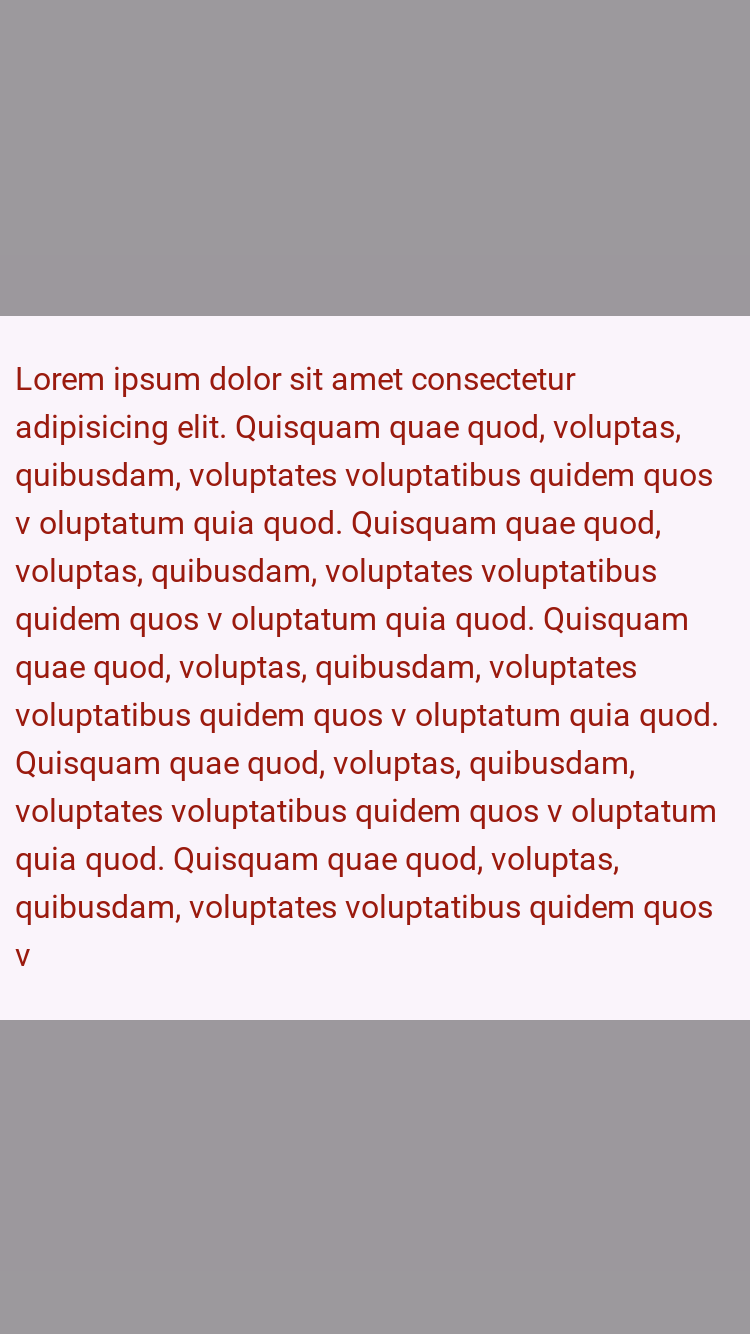 Lorem ipsum dolor sit amet consectetur
adipisicing elit. Quisquam quae quod, voluptas,
quibusdam, voluptates voluptatibus quidem quos
v oluptatum quia quod. Quisquam quae quod,
voluptas, quibusdam, voluptates voluptatibus
quidem quos v oluptatum quia quod. Quisquam
quae quod, voluptas, quibusdam, voluptates
voluptatibus quidem quos v oluptatum quia quod.
Quisquam quae quod, voluptas, quibusdam,
voluptates voluptatibus quidem quos v oluptatum
quia quod. Quisquam quae quod, voluptas,
quibusdam, voluptates voluptatibus quidem quos
v